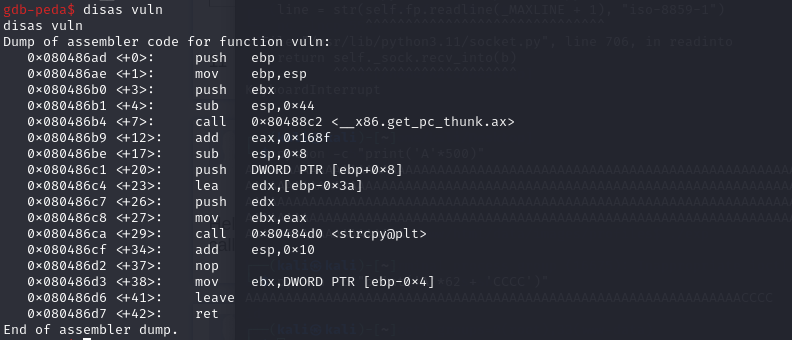 gdb-peda$ disas vuln
disas vuln
Dump of assembler code for function vuln:
   0×080486ad <+0>:     push   ebp
   0×080486ae <+1>:     mov    ebp,esp
   0×080486b0 <+3>:     push   ebx
   0×080486b1 <+4>:     sub    esp,0×44
   0×080486b4 <+7>:     call   0×80488c2 <__x86.get_pc_thunk.ax>
   0×080486b9 <+12>:    add    eax,0×168f
   0×080486be <+17>:    sub    esp,0×8
   0×080486c1 <+20>:    push   DWORD PTR [ebp+0×8]
   0×080486c4 <+23>:    lea    edx,[ebp-0×3a]
   0×080486c7 <+26>:    push   edx
   0×080486c8 <+27>:    mov    ebx,eax
   0×080486ca <+29>:    call   0×80484d0 <strcpy@plt>
   0×080486cf <+34>:    add    esp,0×10
   0×080486d2 <+37>:    nop
   0×080486d3 <+38>:    mov    ebx,DWORD PTR [ebp-0×4]
   0×080486d6 <+41>:    leave
   0×080486d7 <+42>:    ret
End of assembler dump.